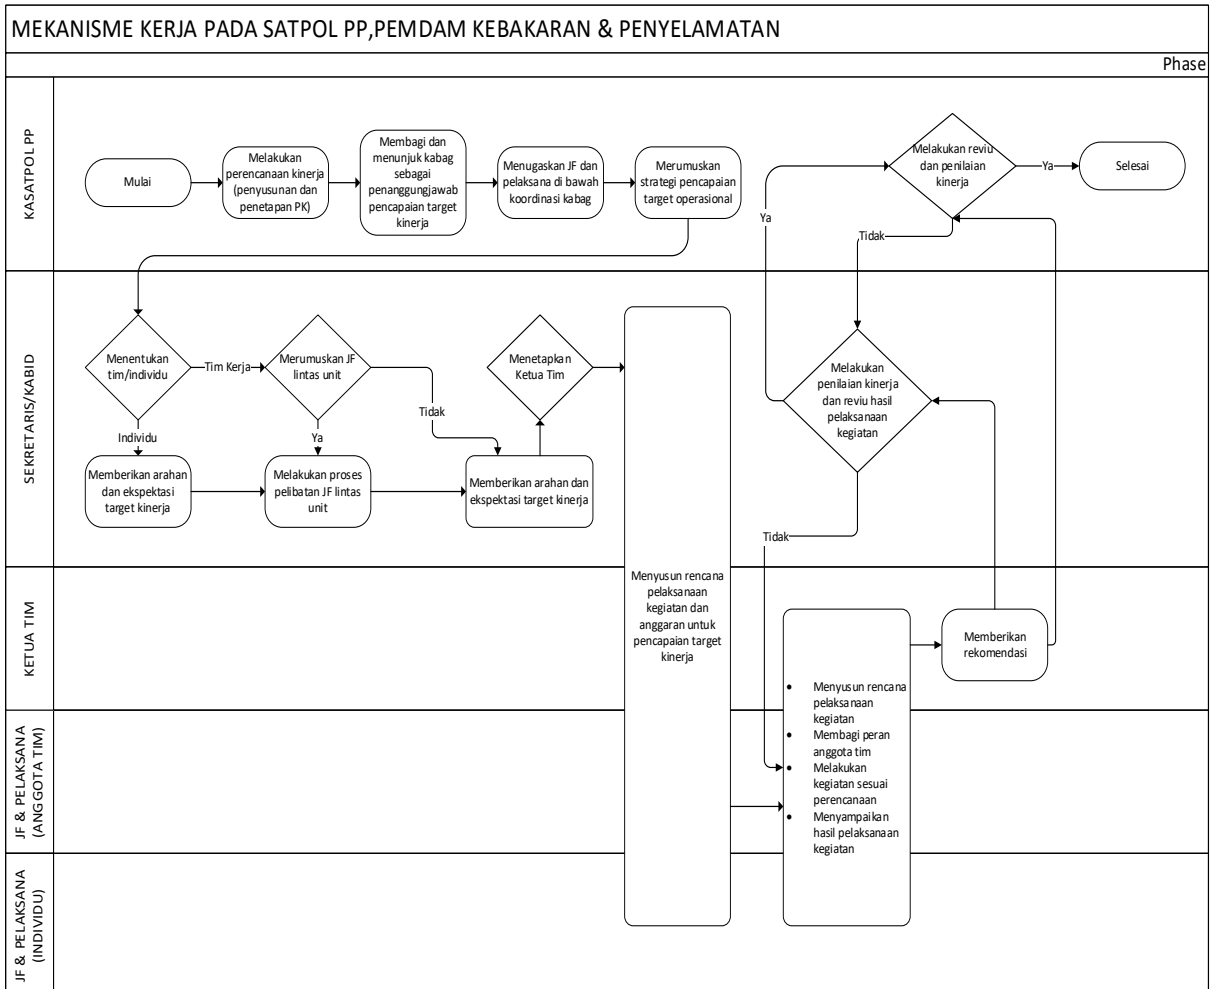 MEKANISME KERJA PADA SATPOL PP,PEMDAM KEBAKARAN & PENYELAMATAN
Phase
KASATPOL PP
Mulai
Melakukan
perencanaan kinerja
(penyusunan dan
penetapan PK)
Membagi dan
menunjuk kabag
sebagai
penanggungjawab
pencapaian target
kinerja
Menugaskan JF dan
pelaksana di bawah
koordinasi kabag
Merumuskan
strategi pencapaian
target operasional
Melakukan reviu
dan penilaian
kinerja
Ya
Selesai
Ya
Tidak
SEKRETARIS/KABID
Menentukan
tim/individu
Tim Kerja
Merumuskan JF
lintas unit
Tidak
Menetapkan
Ketua Tim
Individu
Ya
Memberikan arahan
dan ekspektasi
target kinerja
Melakukan proses
pelibatan JF lintas
unit
Memberikan arahan dan
ekspektasi target kinerja
Melakukan
penilaian kinerja
dan reviu hasil
pelaksanaan
kegiatan
Tidak
KETUA TIM
Menyusun rencana
pelaksanaan
kegiatan dan
anggaran untuk
pencapaian target
kinerja
Memberikan
rekomendasi
• Menyusun rencana
pelaksanaan
kegiatan
• Membagi peran
anggota tim
• Melakukan
kegiatan sesuai
perencanaan
• Menyampaikan
hasil pelaksanaan
kegiatan
JF & PELAKSANA
(ANGGOTA TIM)
JF & PELAKSANA
(INDIVIDU)